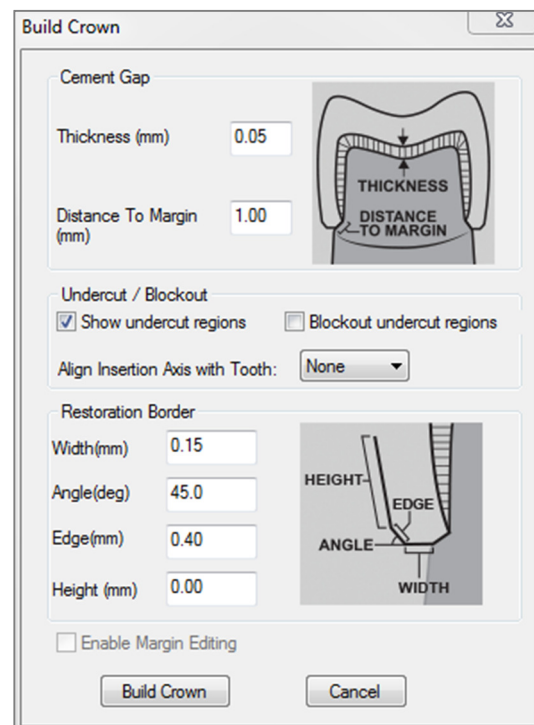 Build Crown
Cement Gap
Thickness (mm)
0.05
Distance To Margin
(mm)
1.00
THICKNESS
DISTANCE
TO MARGIN
Undercut / Blockout
Show undercut regions
Blockout undercut regions
Align Insertion Axis with Tooth:
None
Restoration Border
Width(mm)
0.15
Angle(deg)
45.0
Edge(mm)
0.40
Height (mm)
0.00
HEIGHT
EDGE
ANGLE
WIDTH
Enable Margin Editing
Build Crown
Cancel